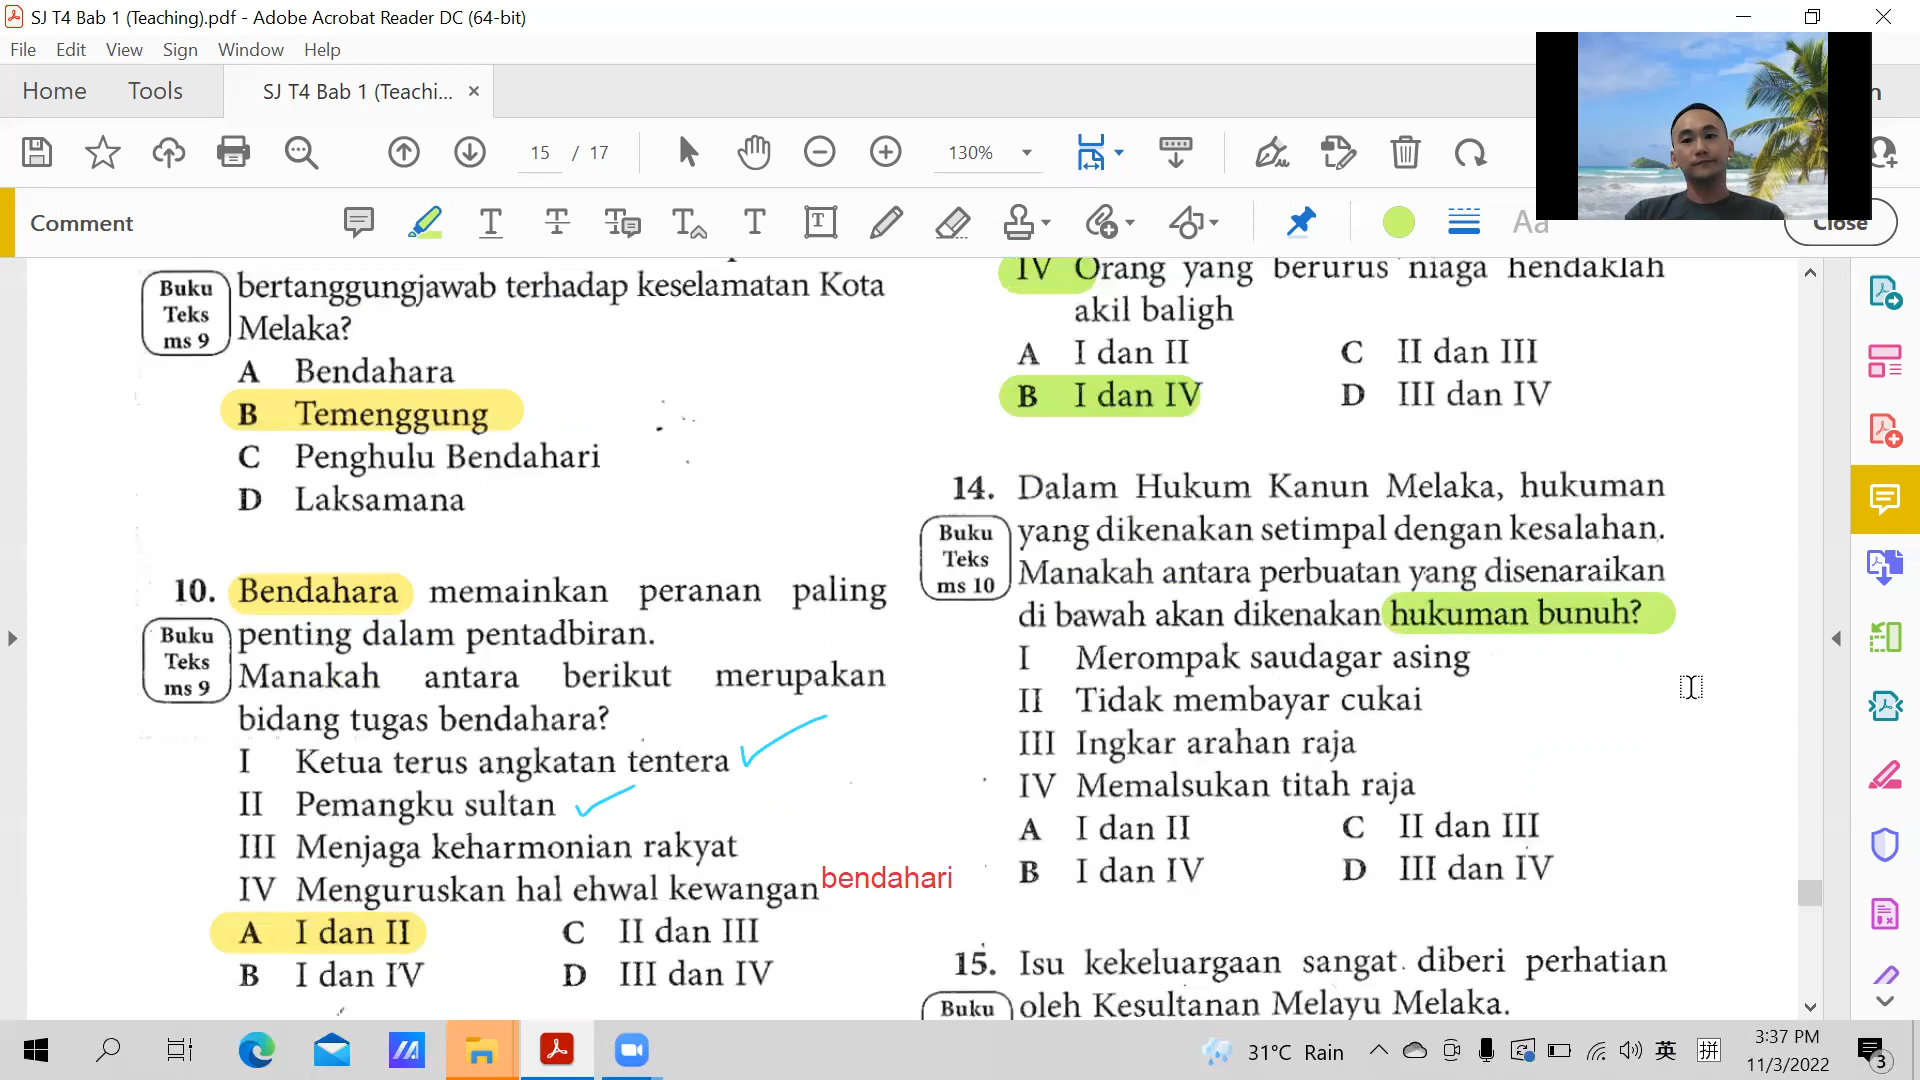 SJ T4 Bab 1 (Teaching).pdf - Adobe Acrobat Reader DC (64-bit)
File Edit View Sign Window Help
Home Tools SJ T4 Bab 1 (Teachi... ×
15 / 17 130%
Comment Aa Close
Buku Teks ms 9
bertanggungjawab terhadap keselamatan Kota
Melaka?
A Bendahara
B Temenggung
C Penghulu Bendahari
D Laksamana
10. Bendahara memainkan peranan paling
penting dalam pentadbiran.
Buku Teks ms 9
Manakah antara berikut merupakan
bidang tugas bendahara?
I Ketua terus angkatan tentera
II Pemangku sultan
III Menjaga keharmonian rakyat
IV Menguruskan hal ehwal kewangan bendahari
A I dan II C II dan III
B I dan IV D III dan IV
IV Orang yang berurus niaga hendaklah
akil baligh
A I dan II C II dan III
B I dan IV D III dan IV
14. Dalam Hukum Kanun Melaka, hukuman
Buku Teks ms 10
yang dikenakan setimpal dengan kesalahan.
Manakah antara perbuatan yang disenaraikan
di bawah akan dikenakan hukuman bunuh?
I Merompak saudagar asing
II Tidak membayar cukai
III Ingkar arahan raja
IV Memalsukan titah raja
A I dan II C II dan III
B I dan IV D III dan IV
15. Isu kekeluargaan sangat diberi perhatian
Buku
oleh Kesultanan Melayu Melaka.
31°C Rain 英 拼 3:37 PM
11/3/2022
3